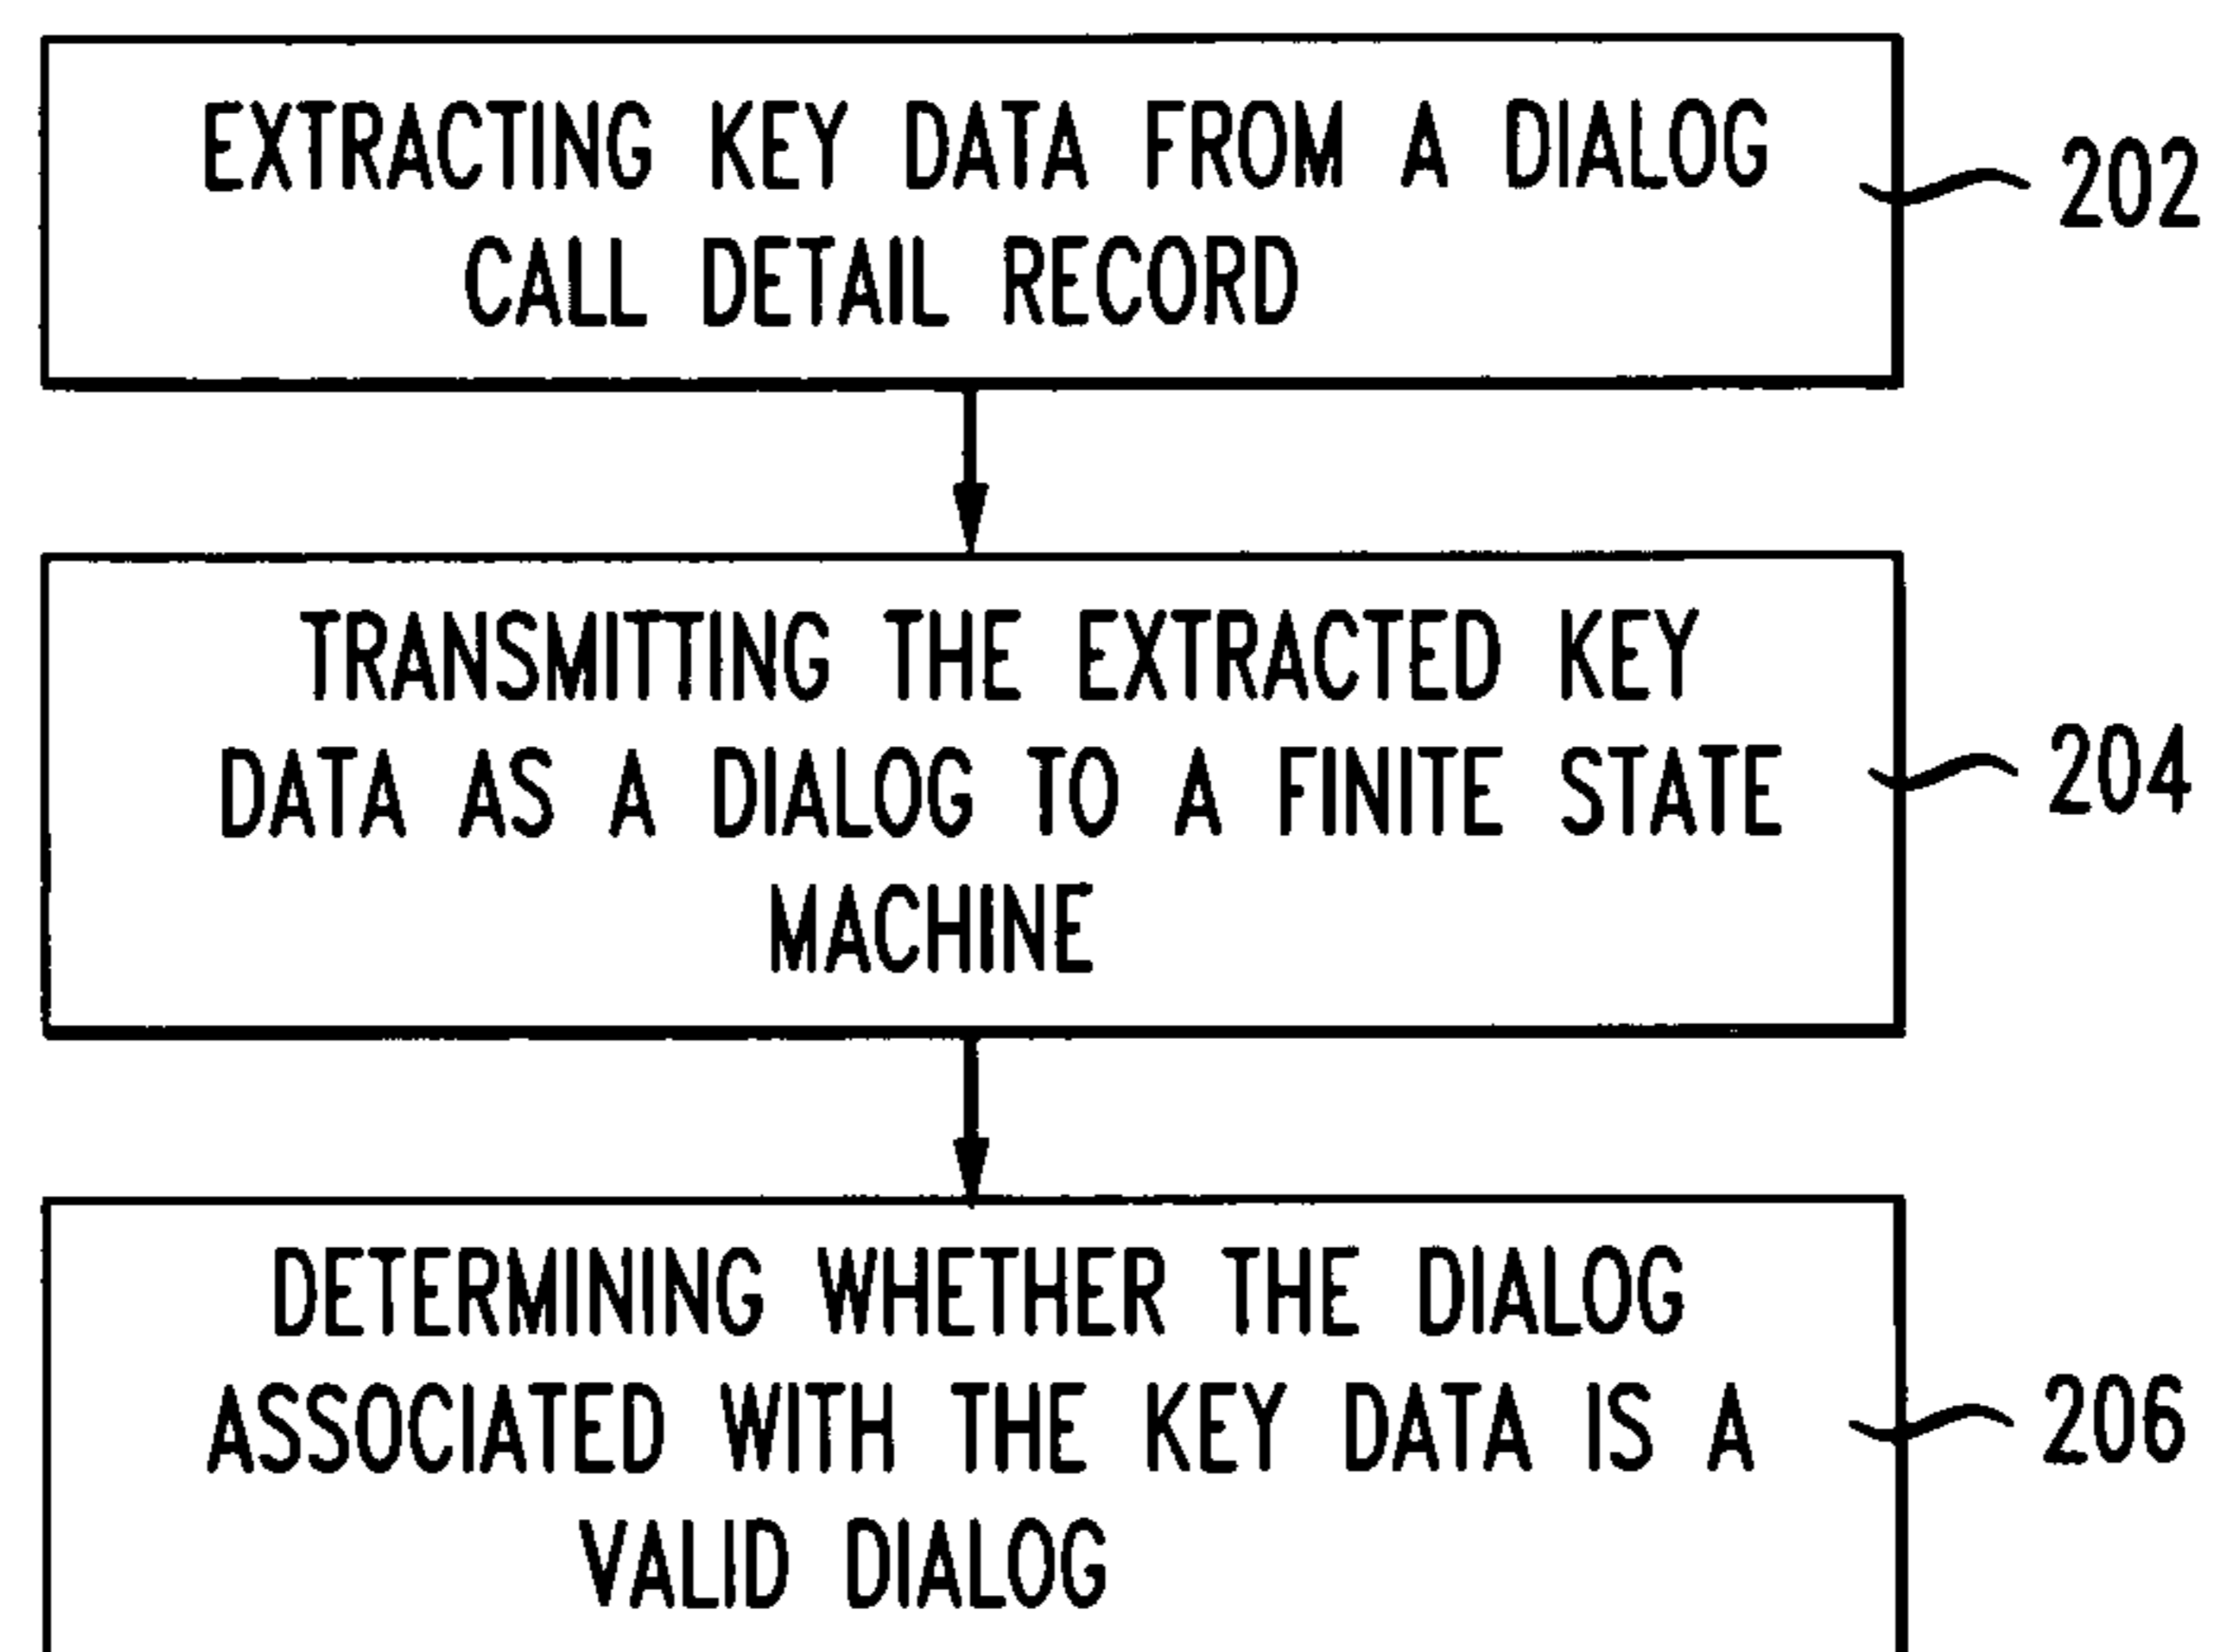 EXTRACTING KEY DATA FROM A DIALOG
CALL DETAIL RECORD
202
TRANSMITTING THE EXTRACTED KEY
DATA AS A DIALOG TO A FINITE STATE
MACHINE
204
DETERMINING WHETHER THE DIALOG
ASSOCIATED WITH THE KEY DATA IS A
VALID DIALOG
206